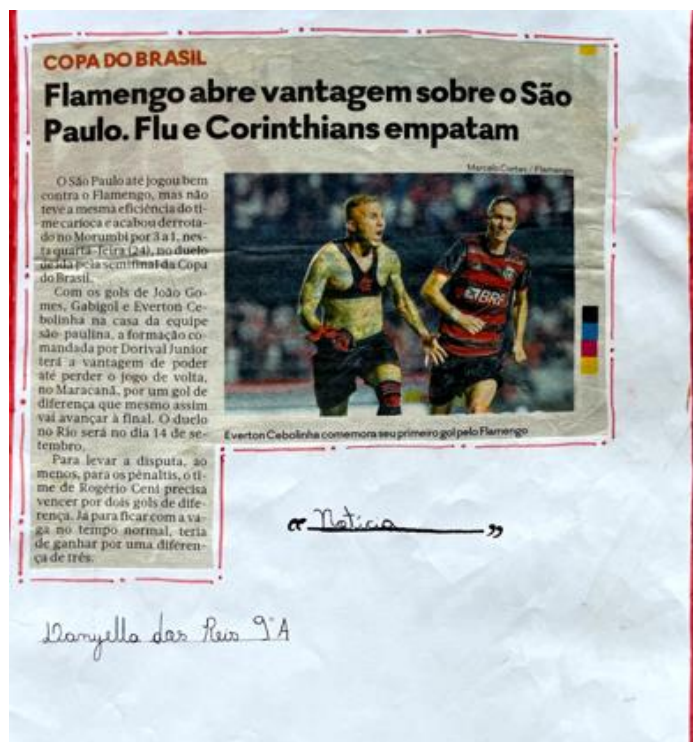 COPA DO BRASIL
Flamengo abre vantagem sobre o São
Paulo. Flu e Corinthians empatam
Marcelo Cortes / Flamengo
O São Paulo até jogou bem
contra o Flamengo, mas não
teve a mesma eficiência do ti-
me carioca e acabou derrota-
do no Morumbi por 3 a 1, nes-
ta quarta-feira (24), no duelo
de ida pela semifinal da Copa
do Brasil.
Com os gols de João Go-
mes, Gabigol e Everton Ce-
bolinha na casa da equipe
são-paulina, a formação co-
mandada por Dorival Junior
terá a vantagem de poder
até perder o jogo de volta,
no Maracanã, por um gol de
diferença que mesmo assim
vai avançar à final. O duelo
no Rio será no dia 14 de se-
tembro.
Para levar a disputa, ao
menos, para os pênaltis, o ti-
me de Rogério Ceni precisa
vencer por dois gols de dife-
rença. Já para ficar com a va-
ga no tempo normal, teria
de ganhar por uma diferen-
ça de três.
BRB
Everton Cebolinha comemora seu primeiro gol pelo Flamengo
“ Noticia ”
Danyella das Reis 9°A